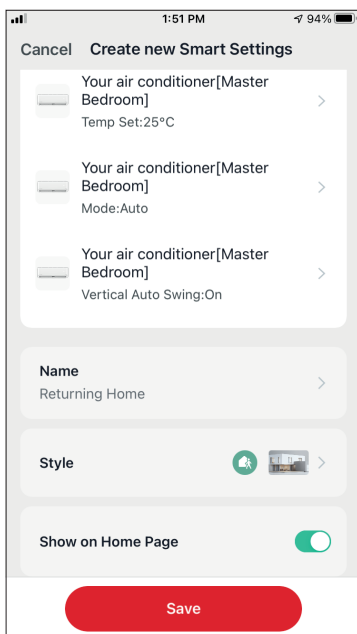 1:51 PM
94%
Cancel Create new Smart Settings
Your air conditioner[Master
Bedroom]
Temp Set:25°C
Your air conditioner[Master
Bedroom]
Mode:Auto
Your air conditioner[Master
Bedroom]
Vertical Auto Swing:On
Name
Returning Home
Style
Show on Home Page
Save